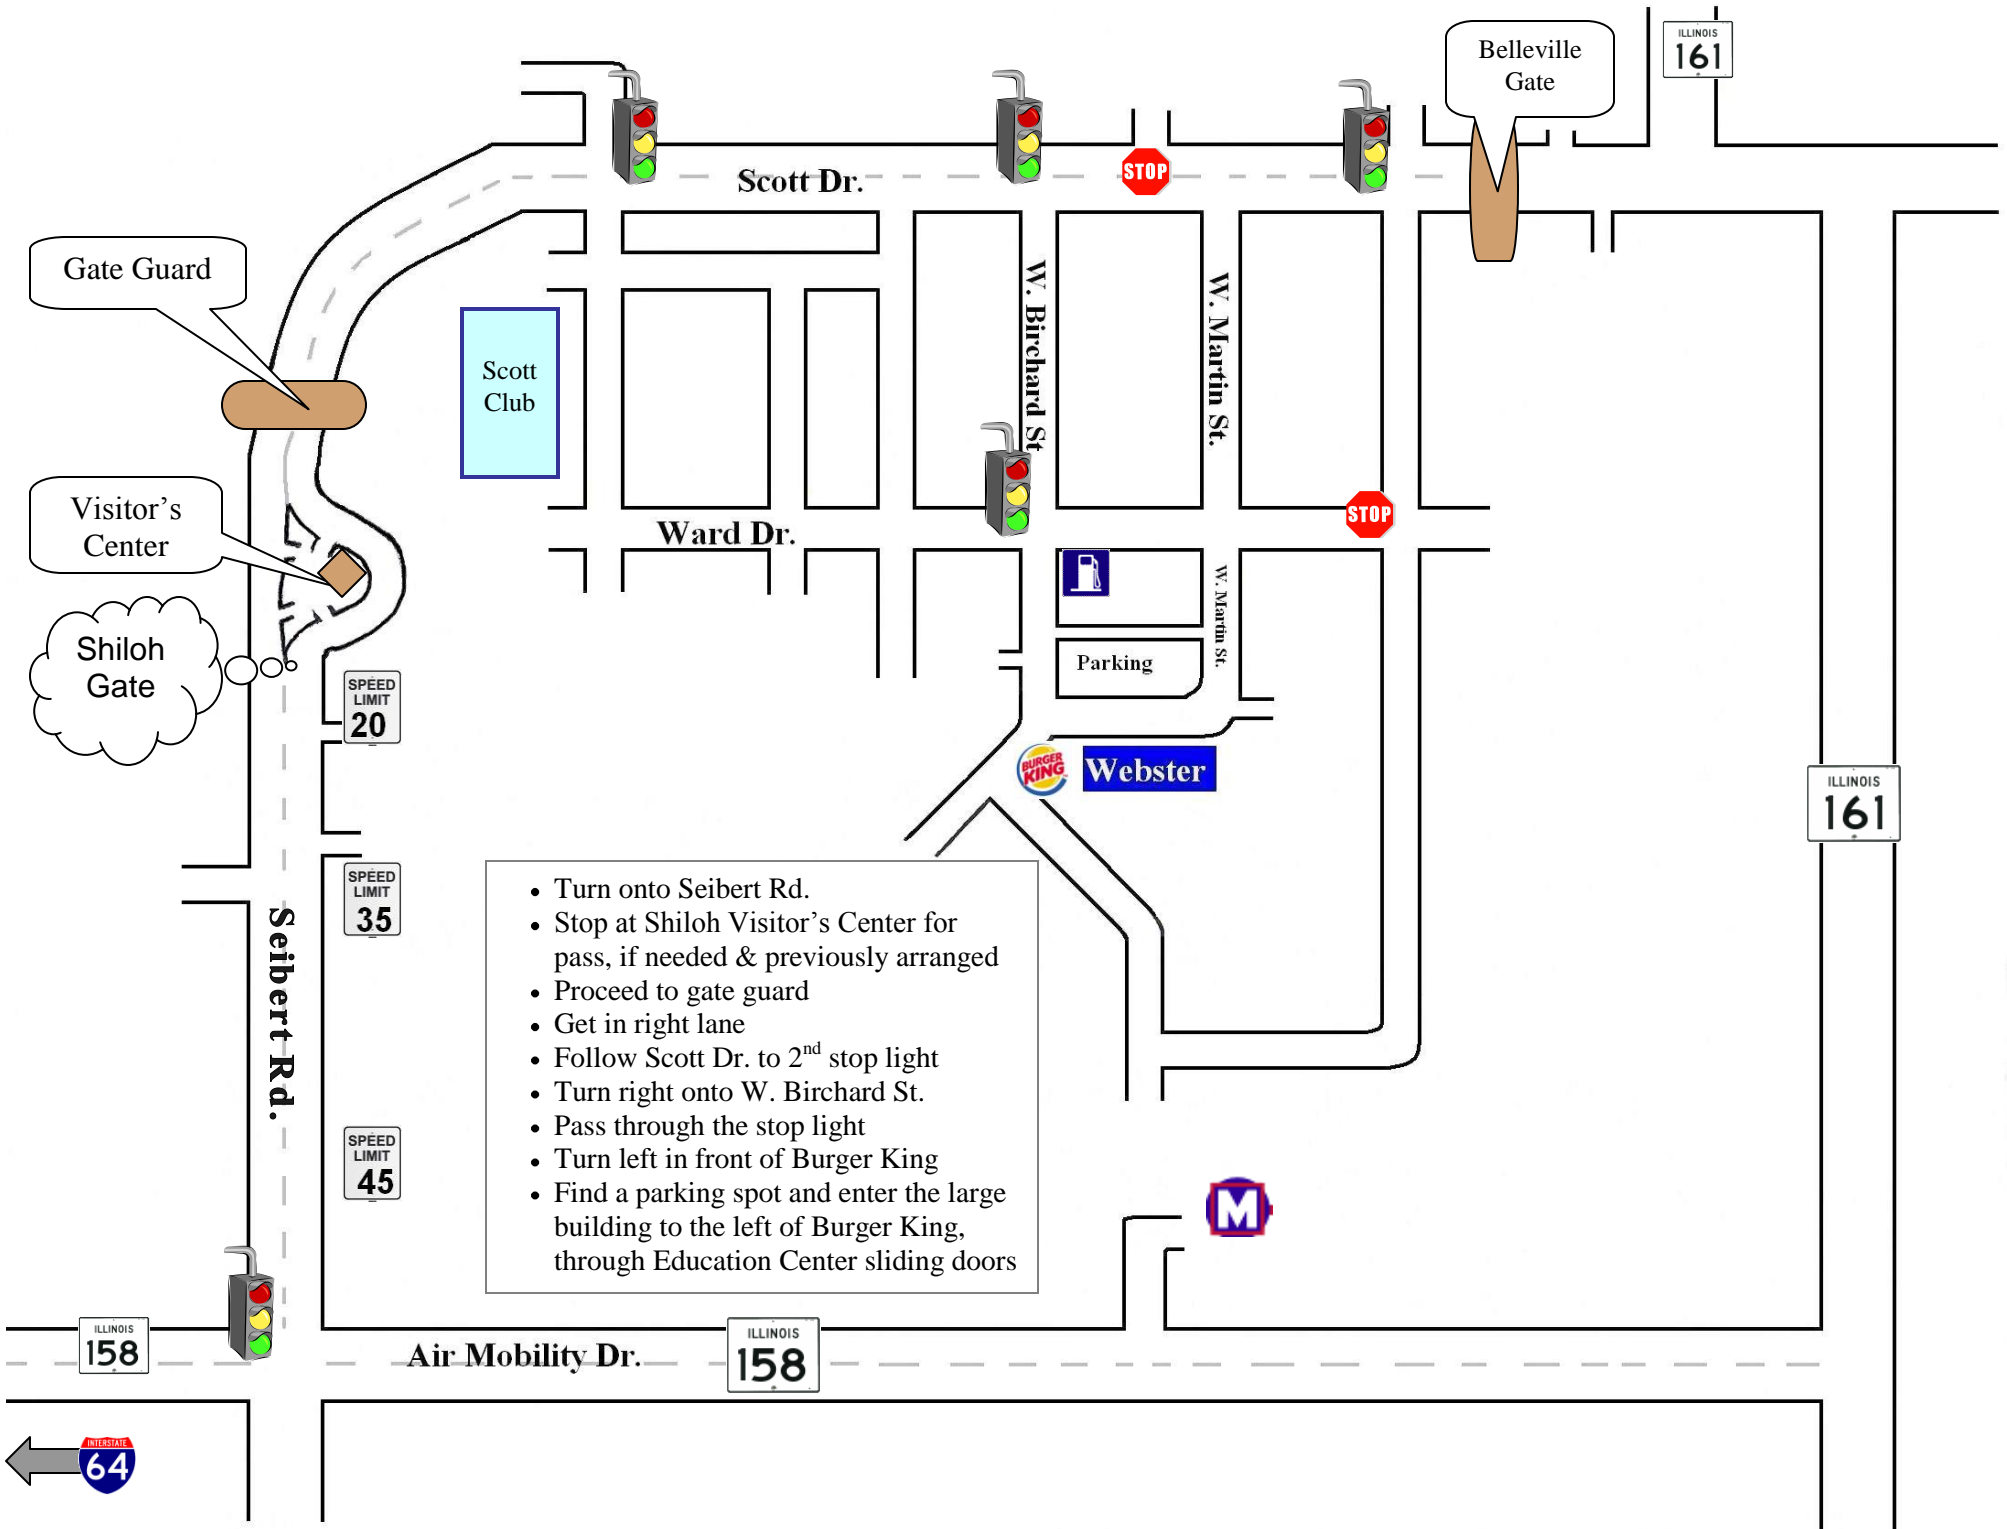 Belleville
Gate
ILLINOIS
161
STOP
Scott Dr.
Gate Guard
W. Birchard St
W. Martin St.
Scott
Club
Visitor's
Center
Ward Dr.
STOP
W. Martin St.
Shiloh
Gate
Parking
SPEED
LIMIT
20
BURGER
KING
Webster
ILLINOIS
161
SPEED
LIMIT
35
Seibert Rd.
• Turn onto Seibert Rd.
• Stop at Shiloh Visitor's Center for
pass, if needed & previously arranged
• Proceed to gate guard
• Get in right lane
• Follow Scott Dr. to 2nd stop light
• Turn right onto W. Birchard St.
• Pass through the stop light
• Turn left in front of Burger King
• Find a parking spot and enter the large
building to the left of Burger King,
through Education Center sliding doors
SPEED
LIMIT
45
M
ILLINOIS
158
Air Mobility Dr.
ILLINOIS
158
INTERSTATE
64